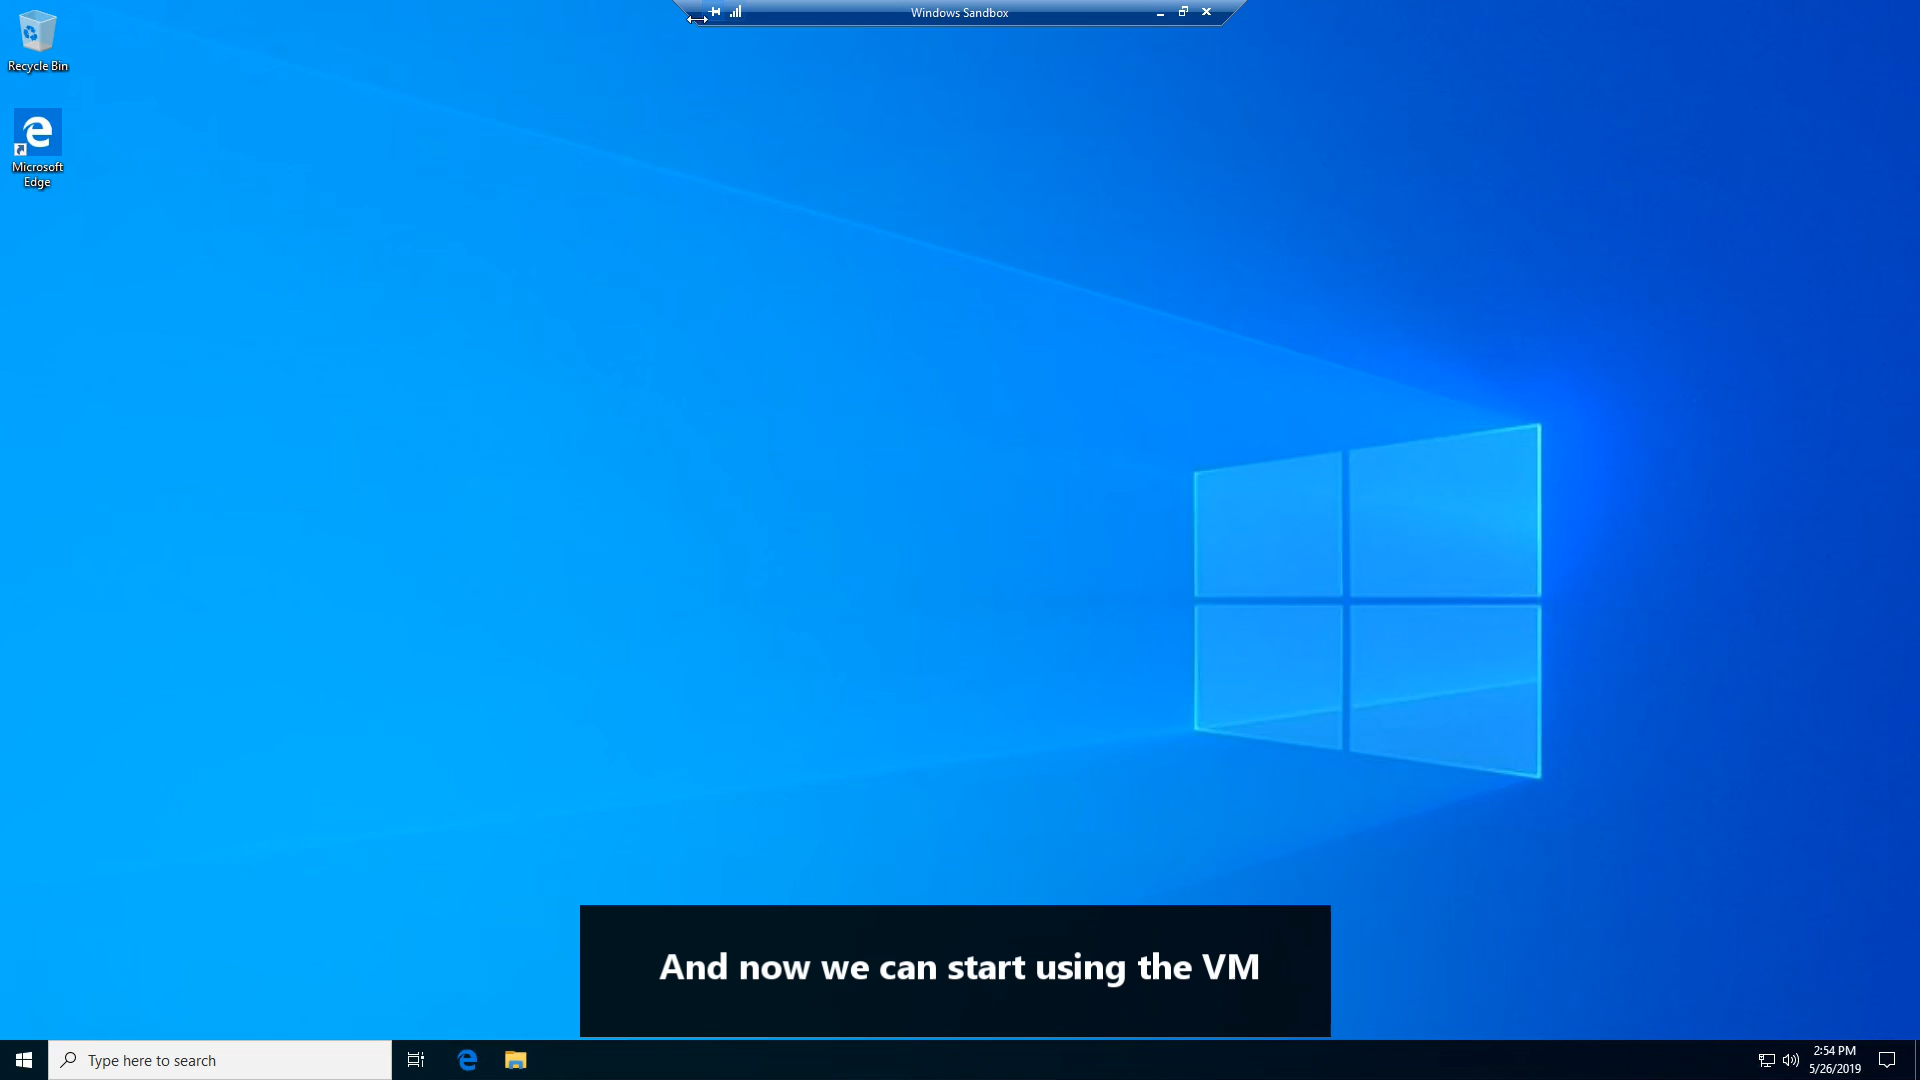 Windows Sandbox
Recycle Bin
Microsoft
Edge
And now we can start using the VM
Type here to search
2:54 PM
5/26/2019